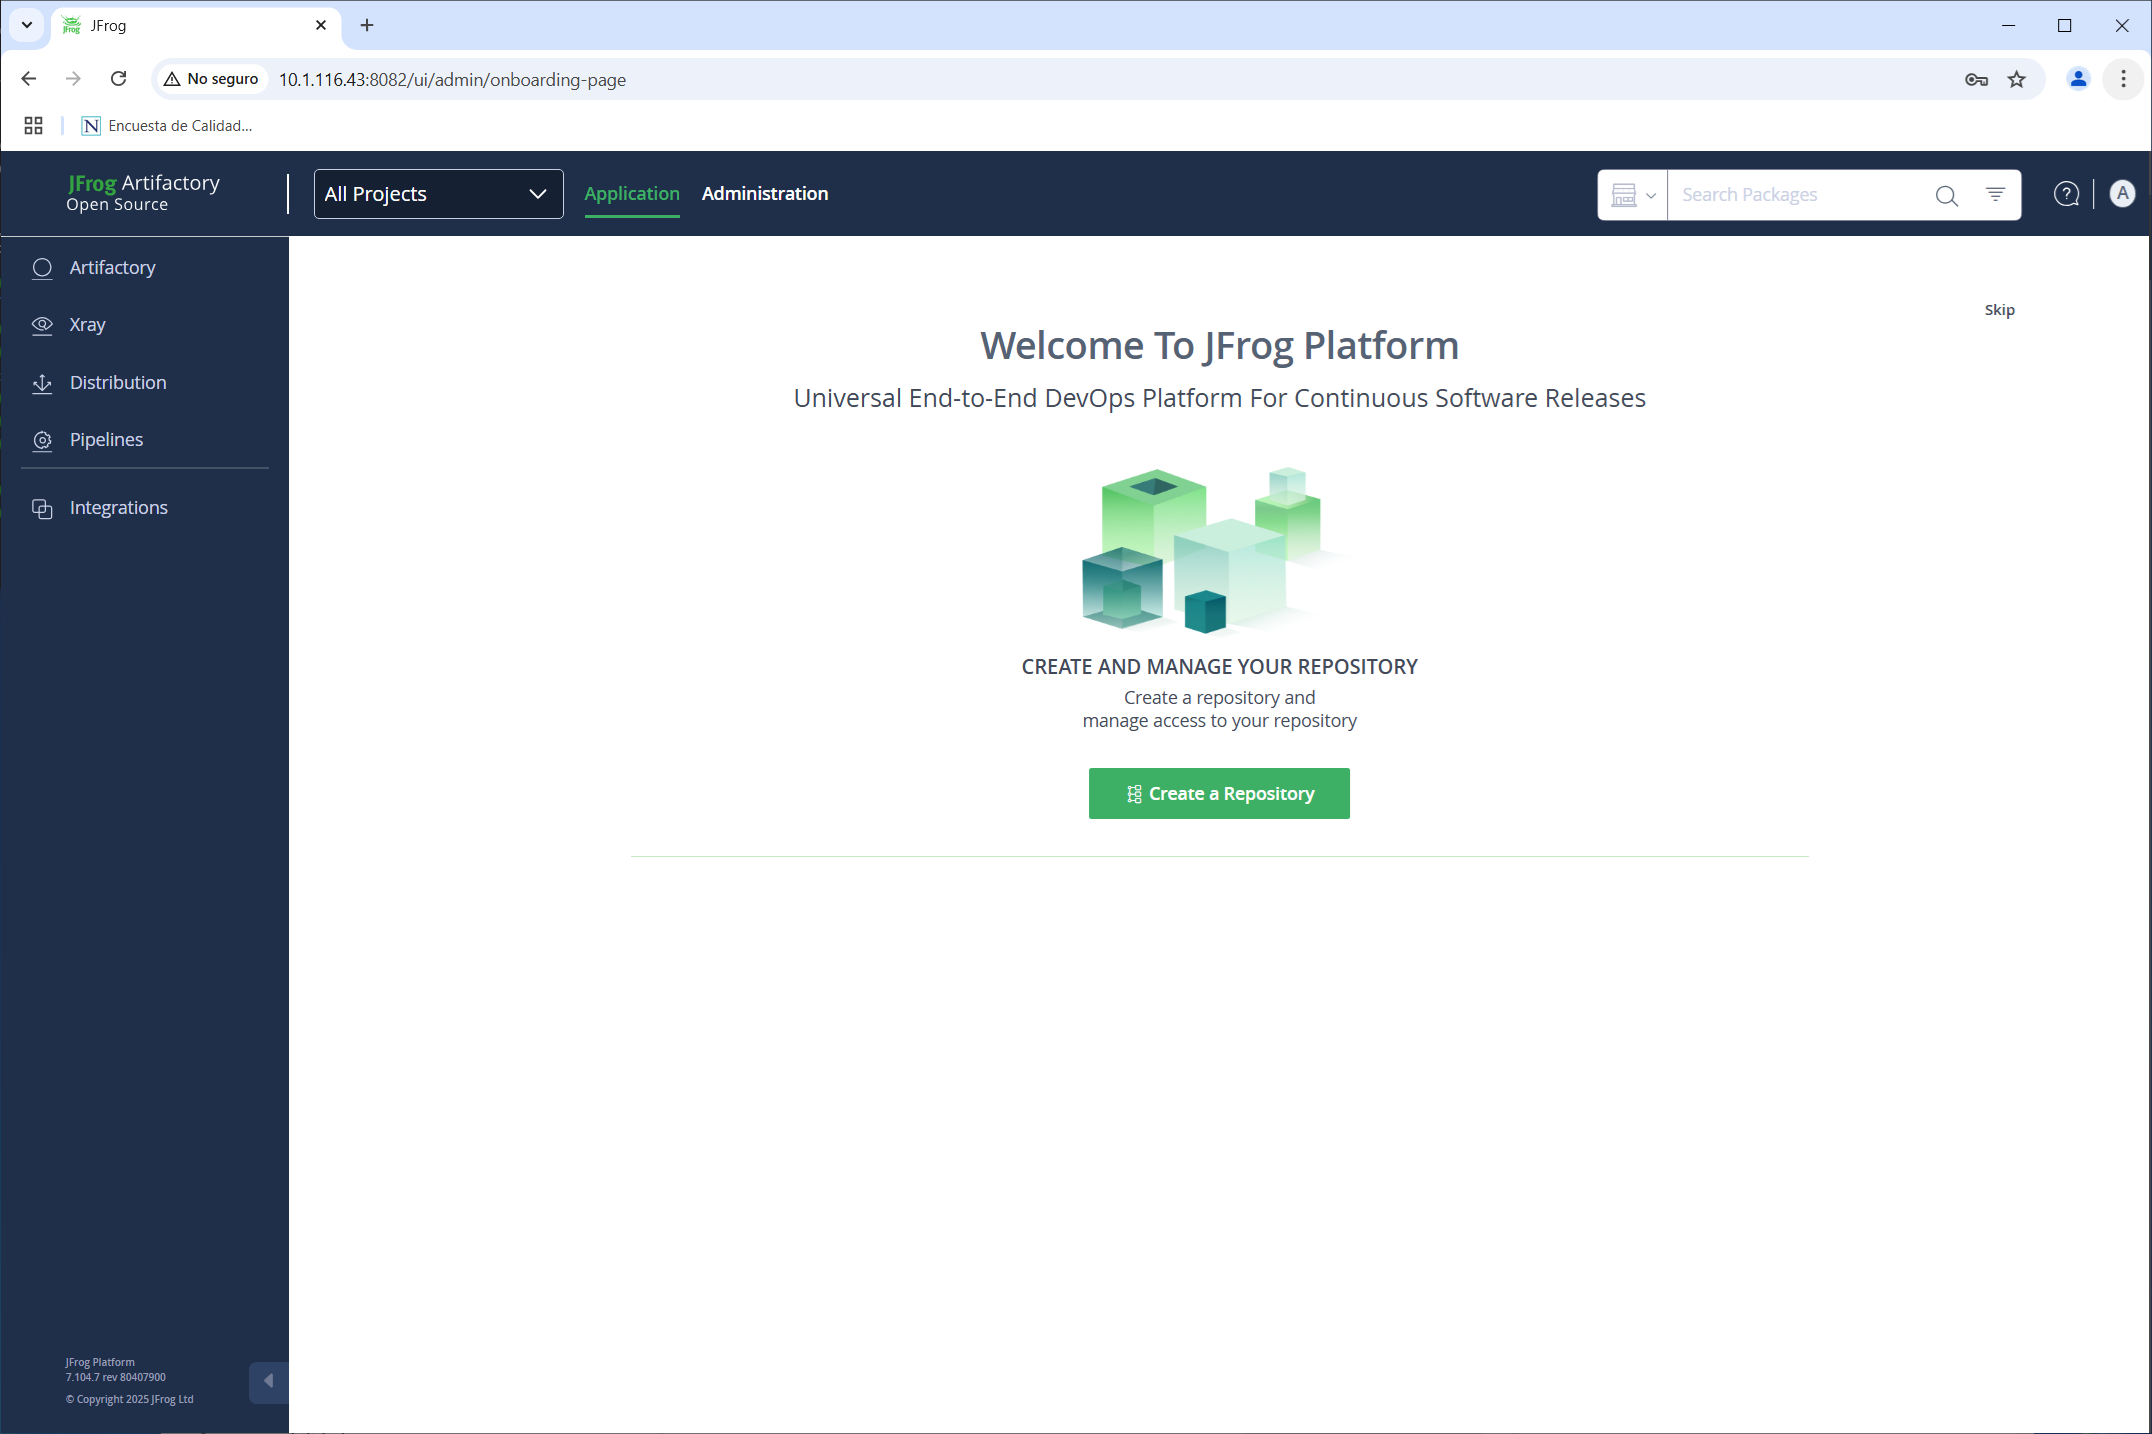 JFrog
No seguro
10.1.116.43:8082/ui/admin/onboarding-page
N Encuesta de Calidad...
JFrog Artifactory
Open Source
All Projects
Application
Administration
Search Packages
A
Artifactory
Xray
Distribution
Pipelines
Integrations
Skip
Welcome To JFrog Platform
Universal End-to-End DevOps Platform For Continuous Software Releases
CREATE AND MANAGE YOUR REPOSITORY
Create a repository and
manage access to your repository
Create a Repository
JFrog Platform
7.104.7 rev 80407900
© Copyright 2025 JFrog Ltd